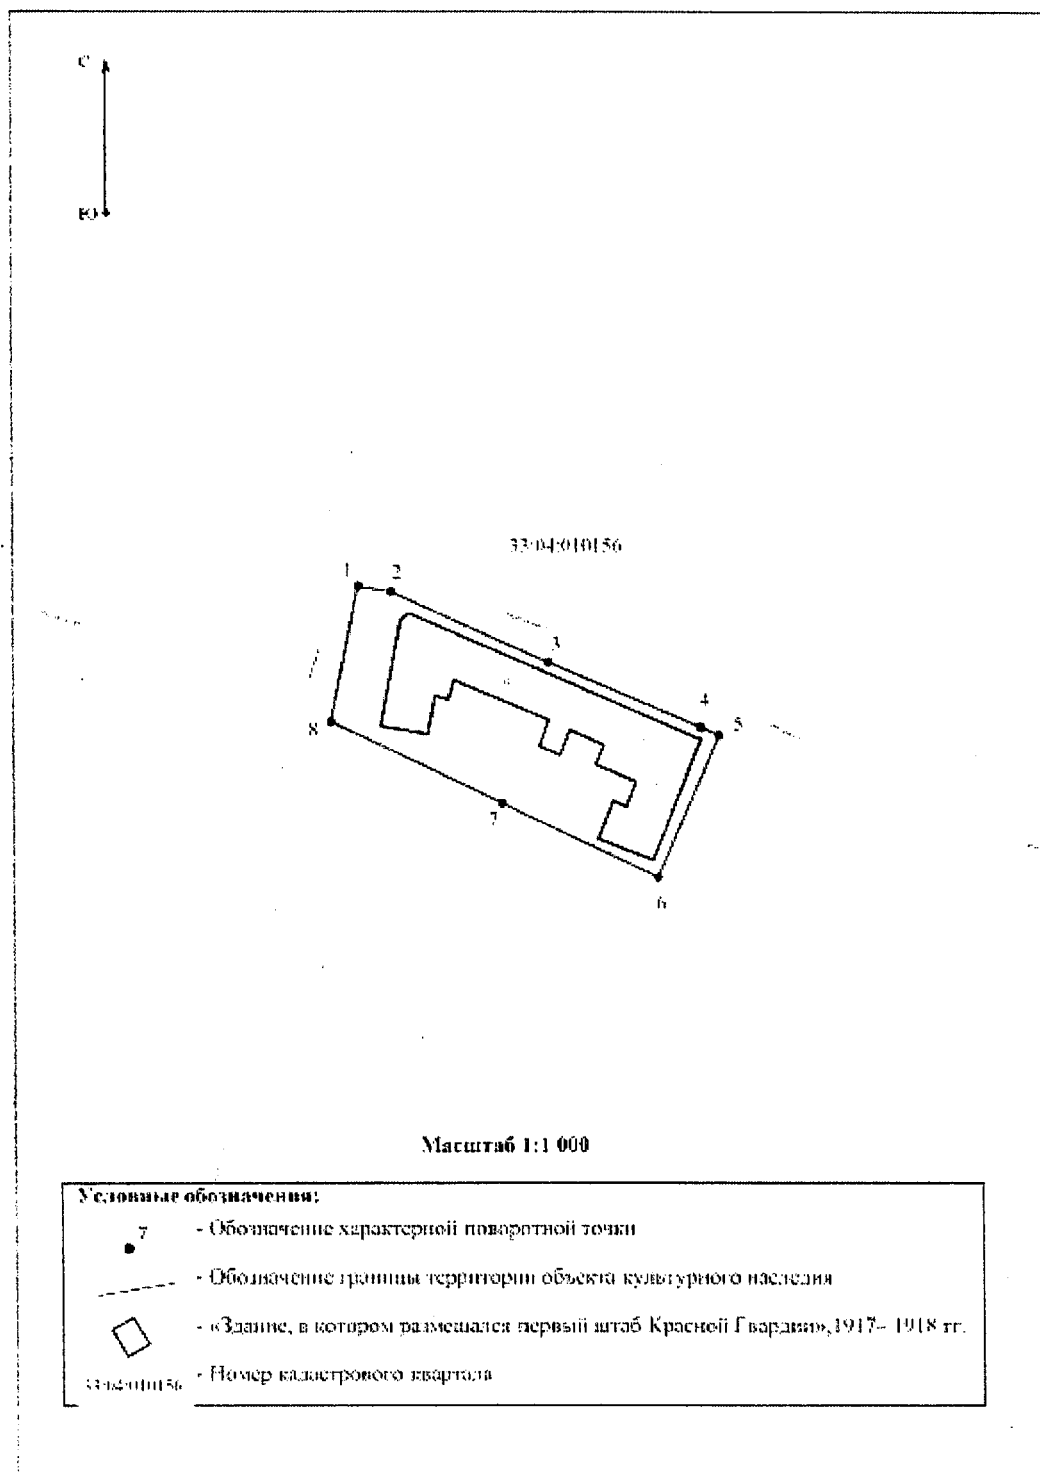 С
Ю
33:04:010156
1
2
3
4
5
8
7
6
Масштаб 1:1 000
Условные обозначения:
7
- Обозначение характерной поворотной точки
- Обозначение границы территории объекта культурного наследия
- «Здание, в котором размещался первый штаб Красной Гвардии»,1917– 1918 гг.
33:04:010156 - Номер кадастрового квартала